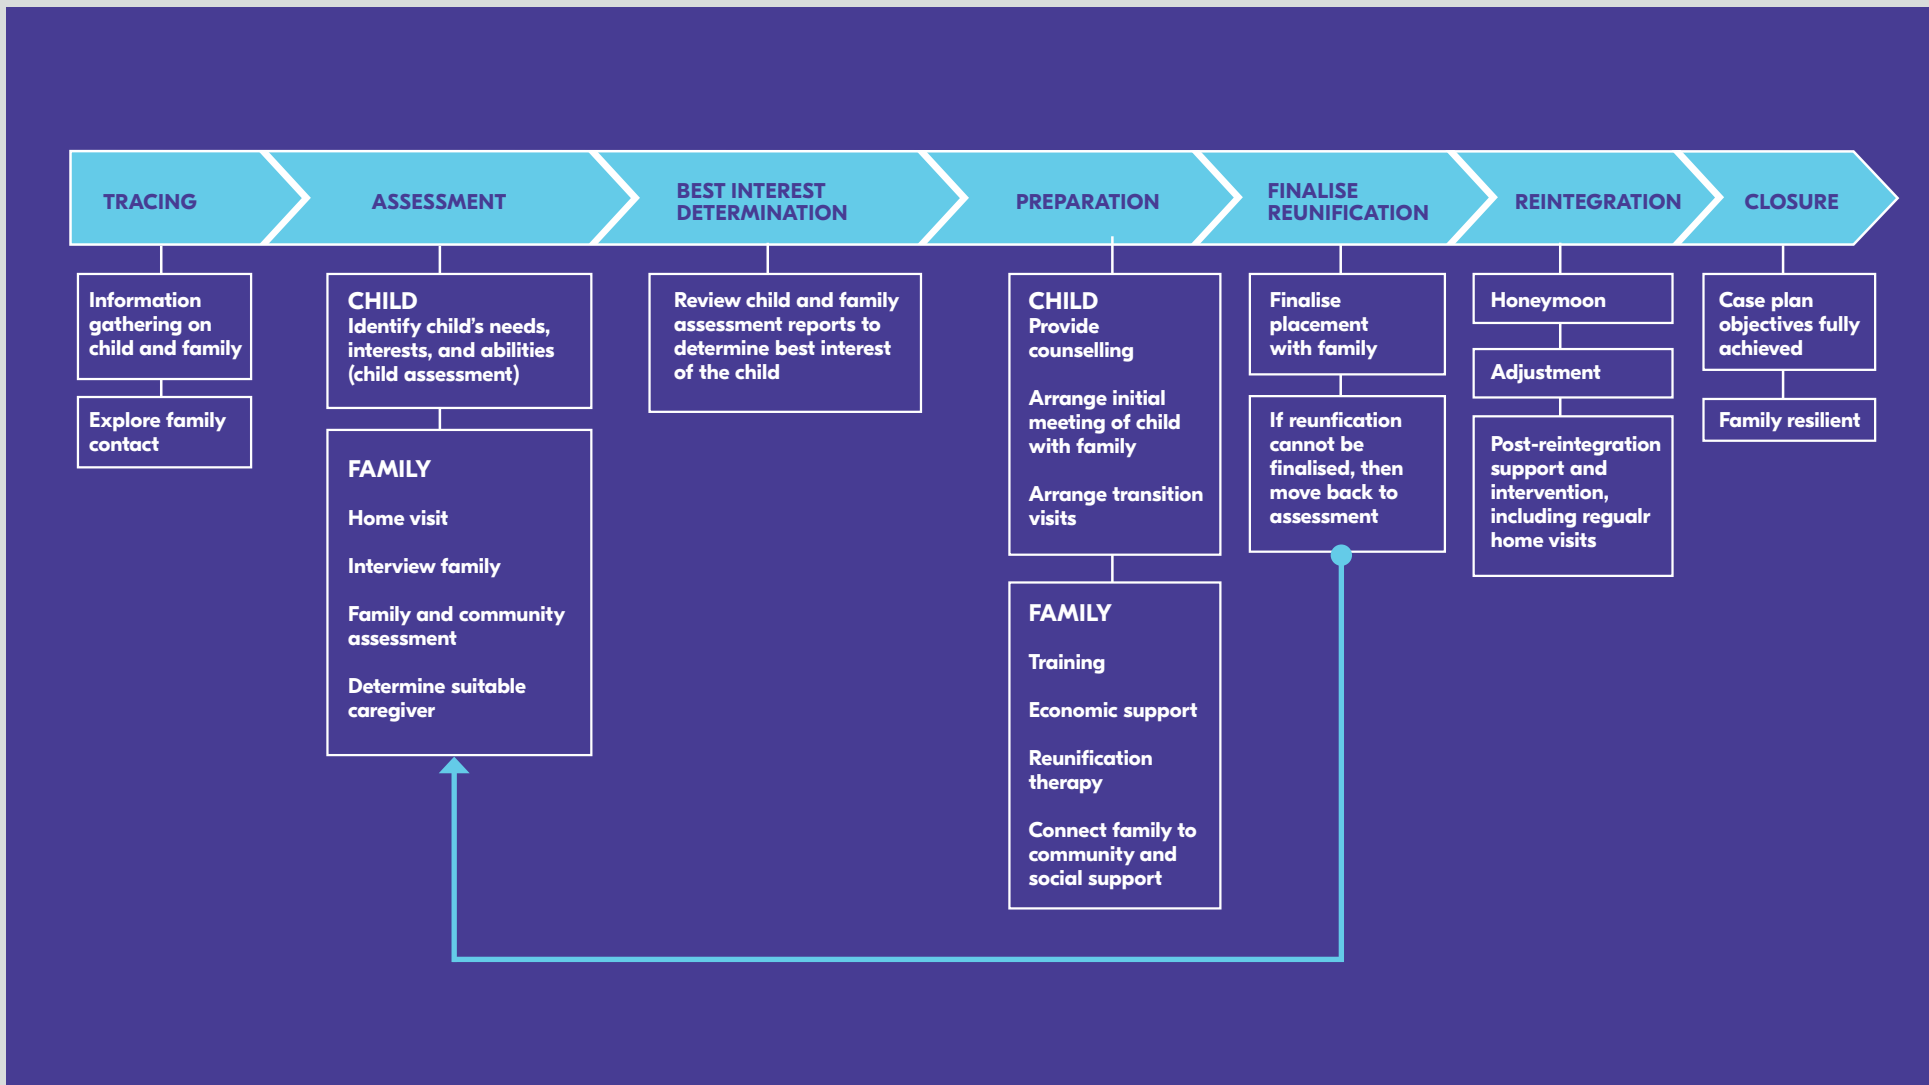 TRACING
ASSESSMENT
BEST INTEREST
DETERMINATION
PREPARATION
FINALISE
REUNIFICATION
REINTEGRATION
CLOSURE
Information
gathering on
child and family
Explore family
contact
CHILD
Identify child’s needs,
interests, and abilities
(child assessment)
FAMILY
Home visit
Interview family
Family and community
assessment
Determine suitable
caregiver
Review child and family
assessment reports to
determine best interest
of the child
CHILD
Provide
counselling
Arrange initial
meeting of child
with family
Arrange transition
visits
FAMILY
Training
Economic support
Reunification
therapy
Connect family to
community and
social support
Finalise
placement
with family
If reunfication
cannot be
finalised, then
move back to
assessment
Honeymoon
Adjustment
Post-reintegration
support and
intervention,
including regualr
home visits
Case plan
objectives fully
achieved
Family resilient